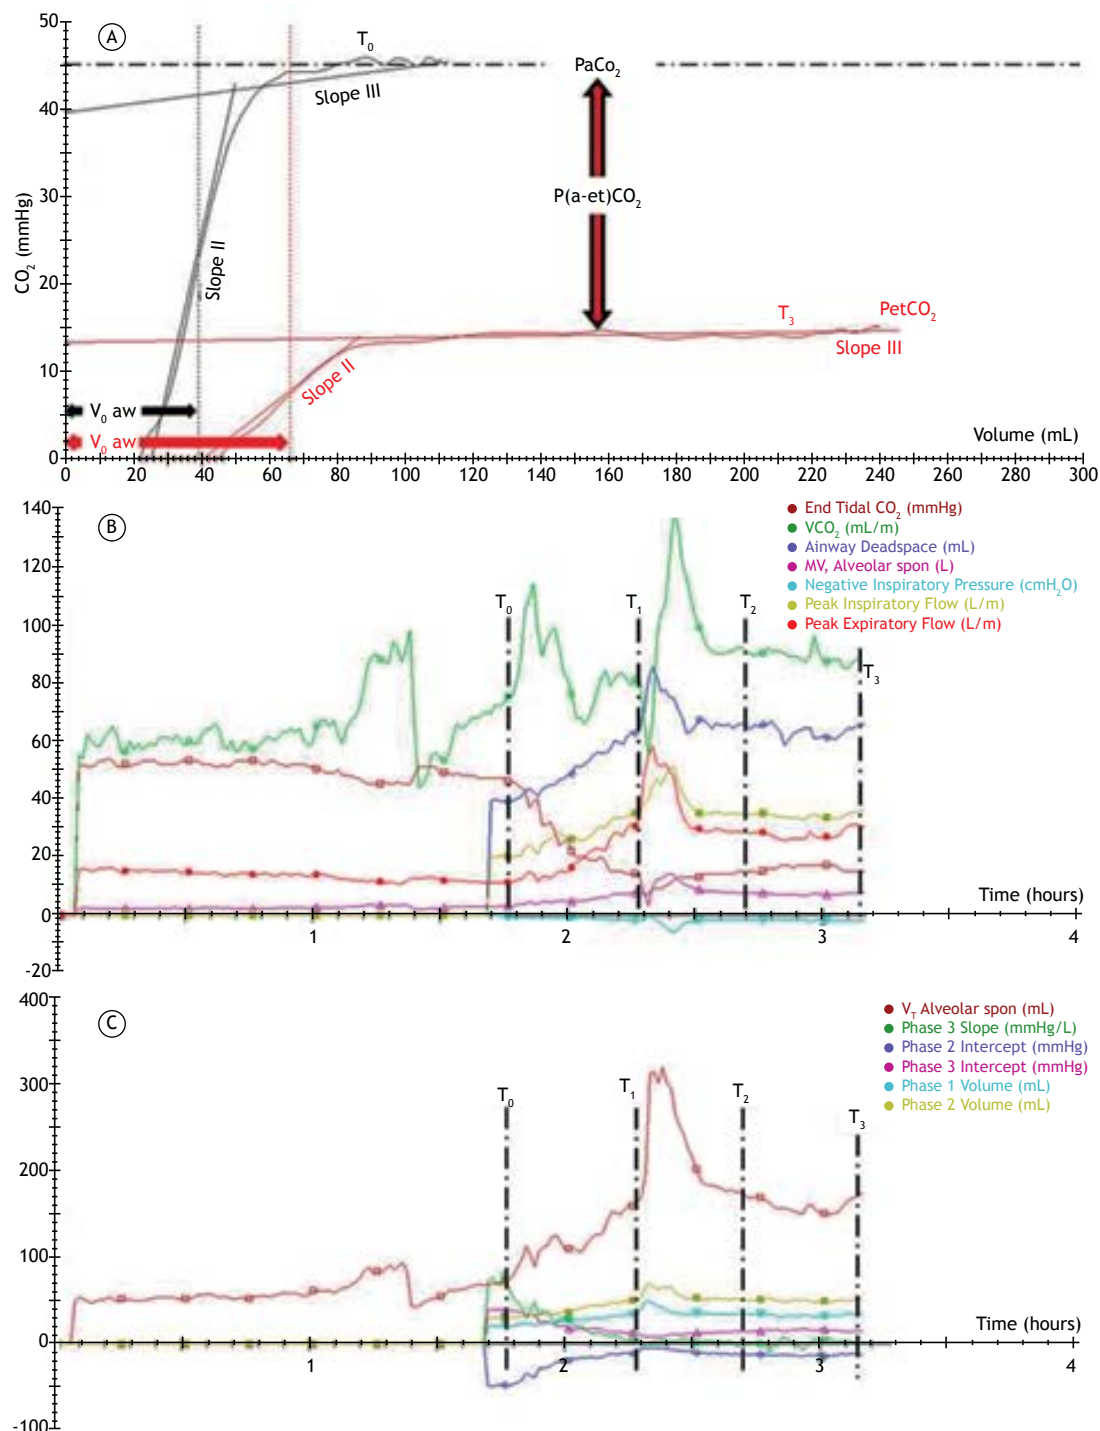 A
50
40
30
20
10
0
CO2 (mmHg)
T0
Slope III
PaCo2
P(a-et)CO2
Slope II
T3
PetCO2
Slope III
Slope II
V0 aw
V0 aw
Volume (mL)
0 20 40 60 80 100 120 140 160 180 200 220 240 260 280 300
B
140
120
100
80
60
40
20
0
-20
End Tidal CO2 (mmHg)
VCO2 (mL/m)
Ainway Deadspace (mL)
MV, Alveolar spon (L)
Negative Inspiratory Pressure (cmH2O)
Peak Inspiratory Flow (L/m)
Peak Expiratory Flow (L/m)
T0
T1
T2
T3
Time (hours)
1 2 3 4
C
400
300
200
100
0
-100
VT Alveolar spon (mL)
Phase 3 Slope (mmHg/L)
Phase 2 Intercept (mmHg)
Phase 3 Intercept (mmHg)
Phase 1 Volume (mL)
Phase 2 Volume (mL)
T0
T1
T2
T3
Time (hours)
1 2 3 4